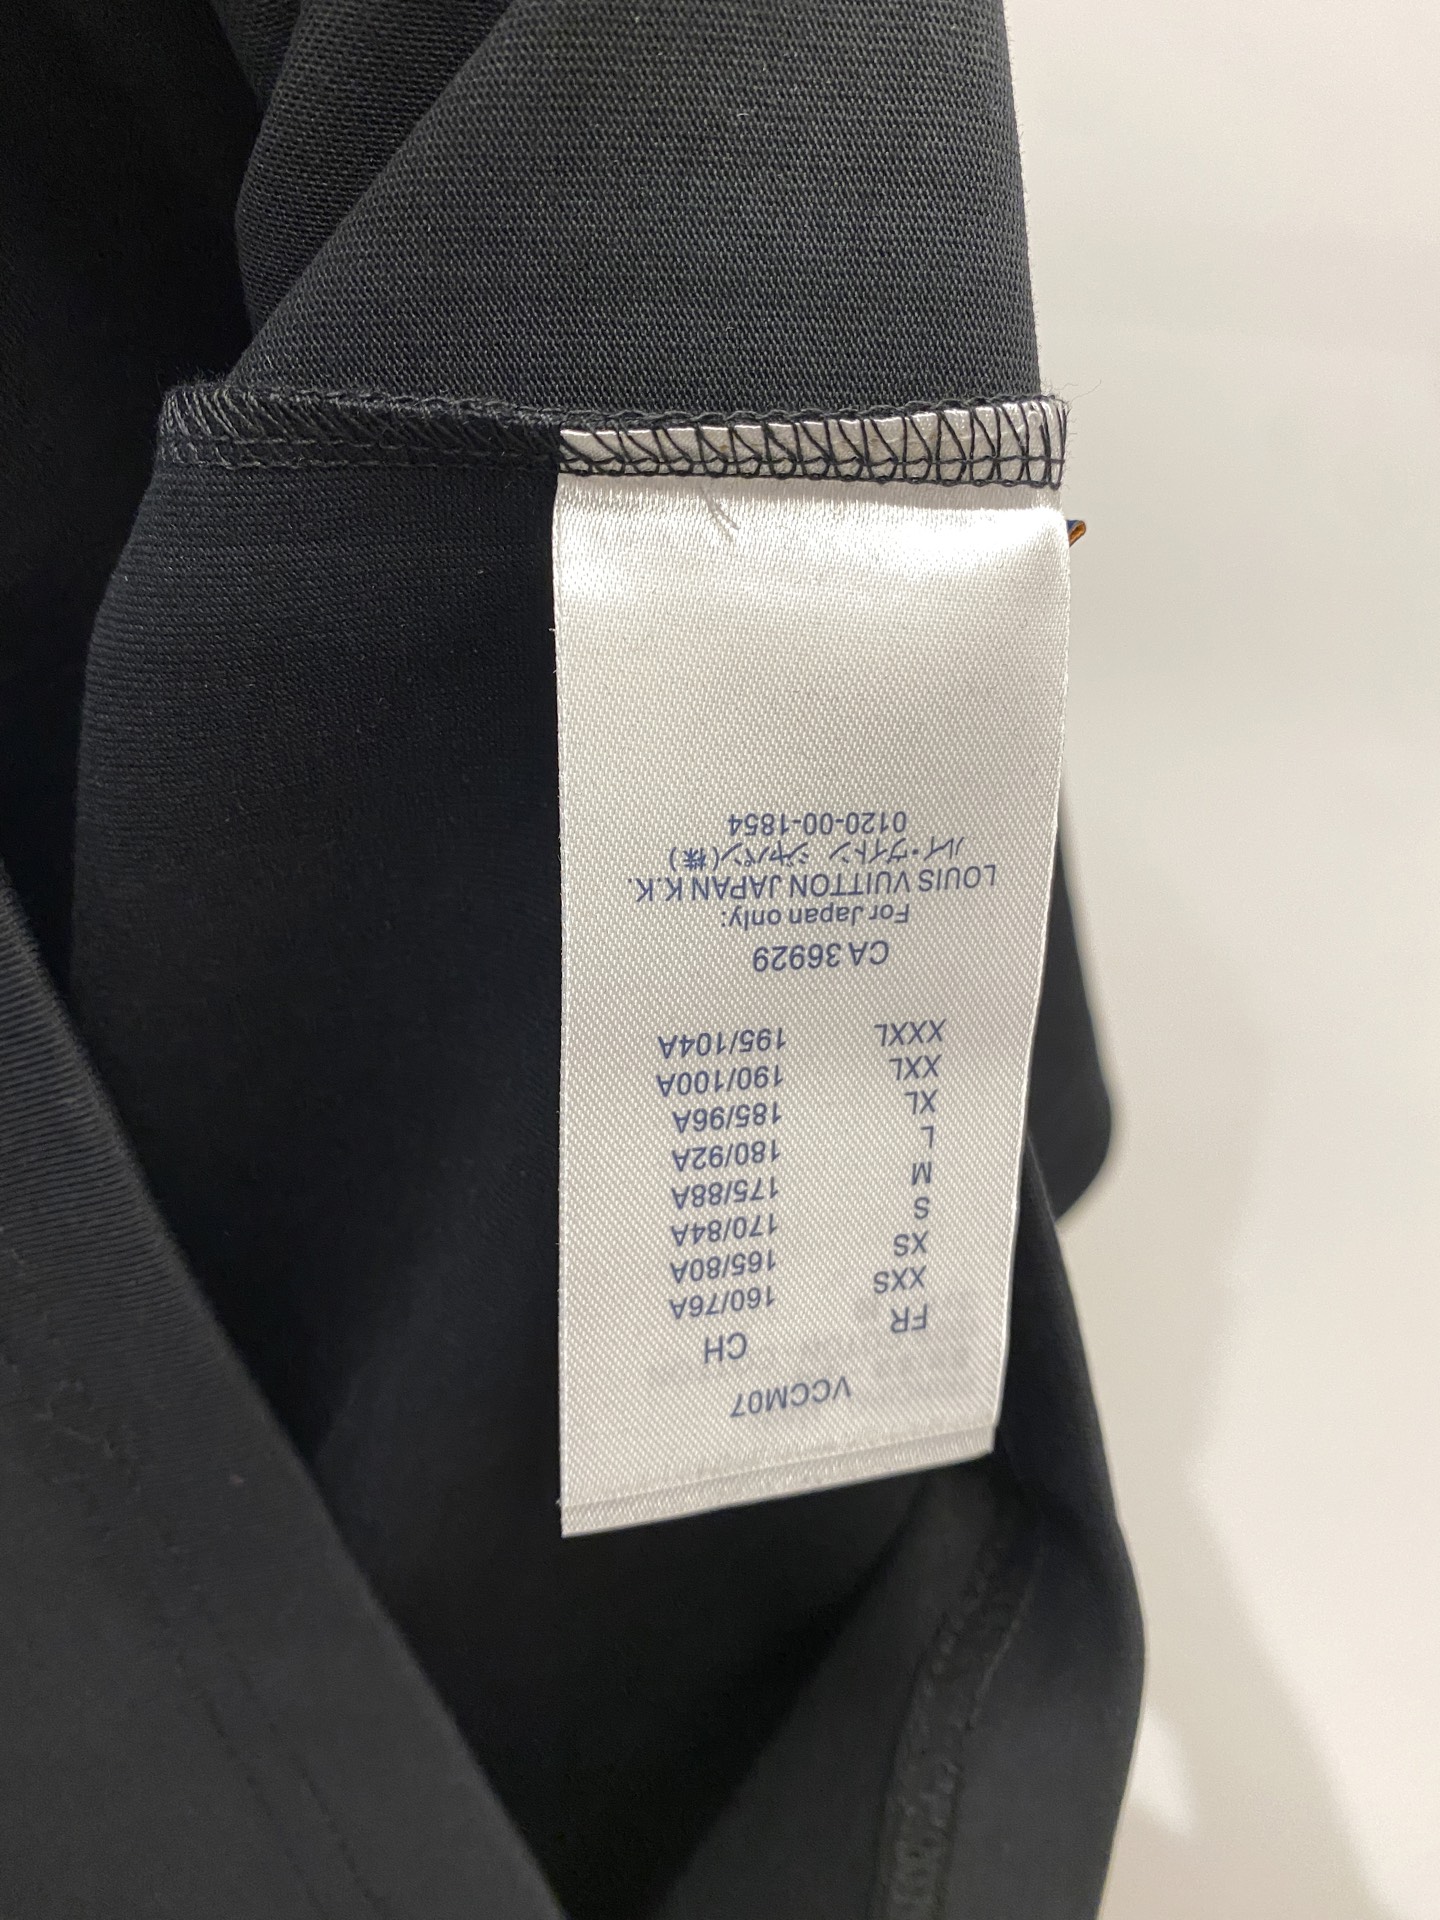 VCCM07
FR CH
XXS 160/76A
XS 165/80A
S 170/84A
M 175/88A
L 180/92A
XL 185/96A
XXL 190/100A
XXXL 195/104A
CA 36929
For Japan only:
LOUIS VUITTON JAPAN K.K.
ルイ・ヴィトン ジャパン(株)
0120-00-1854